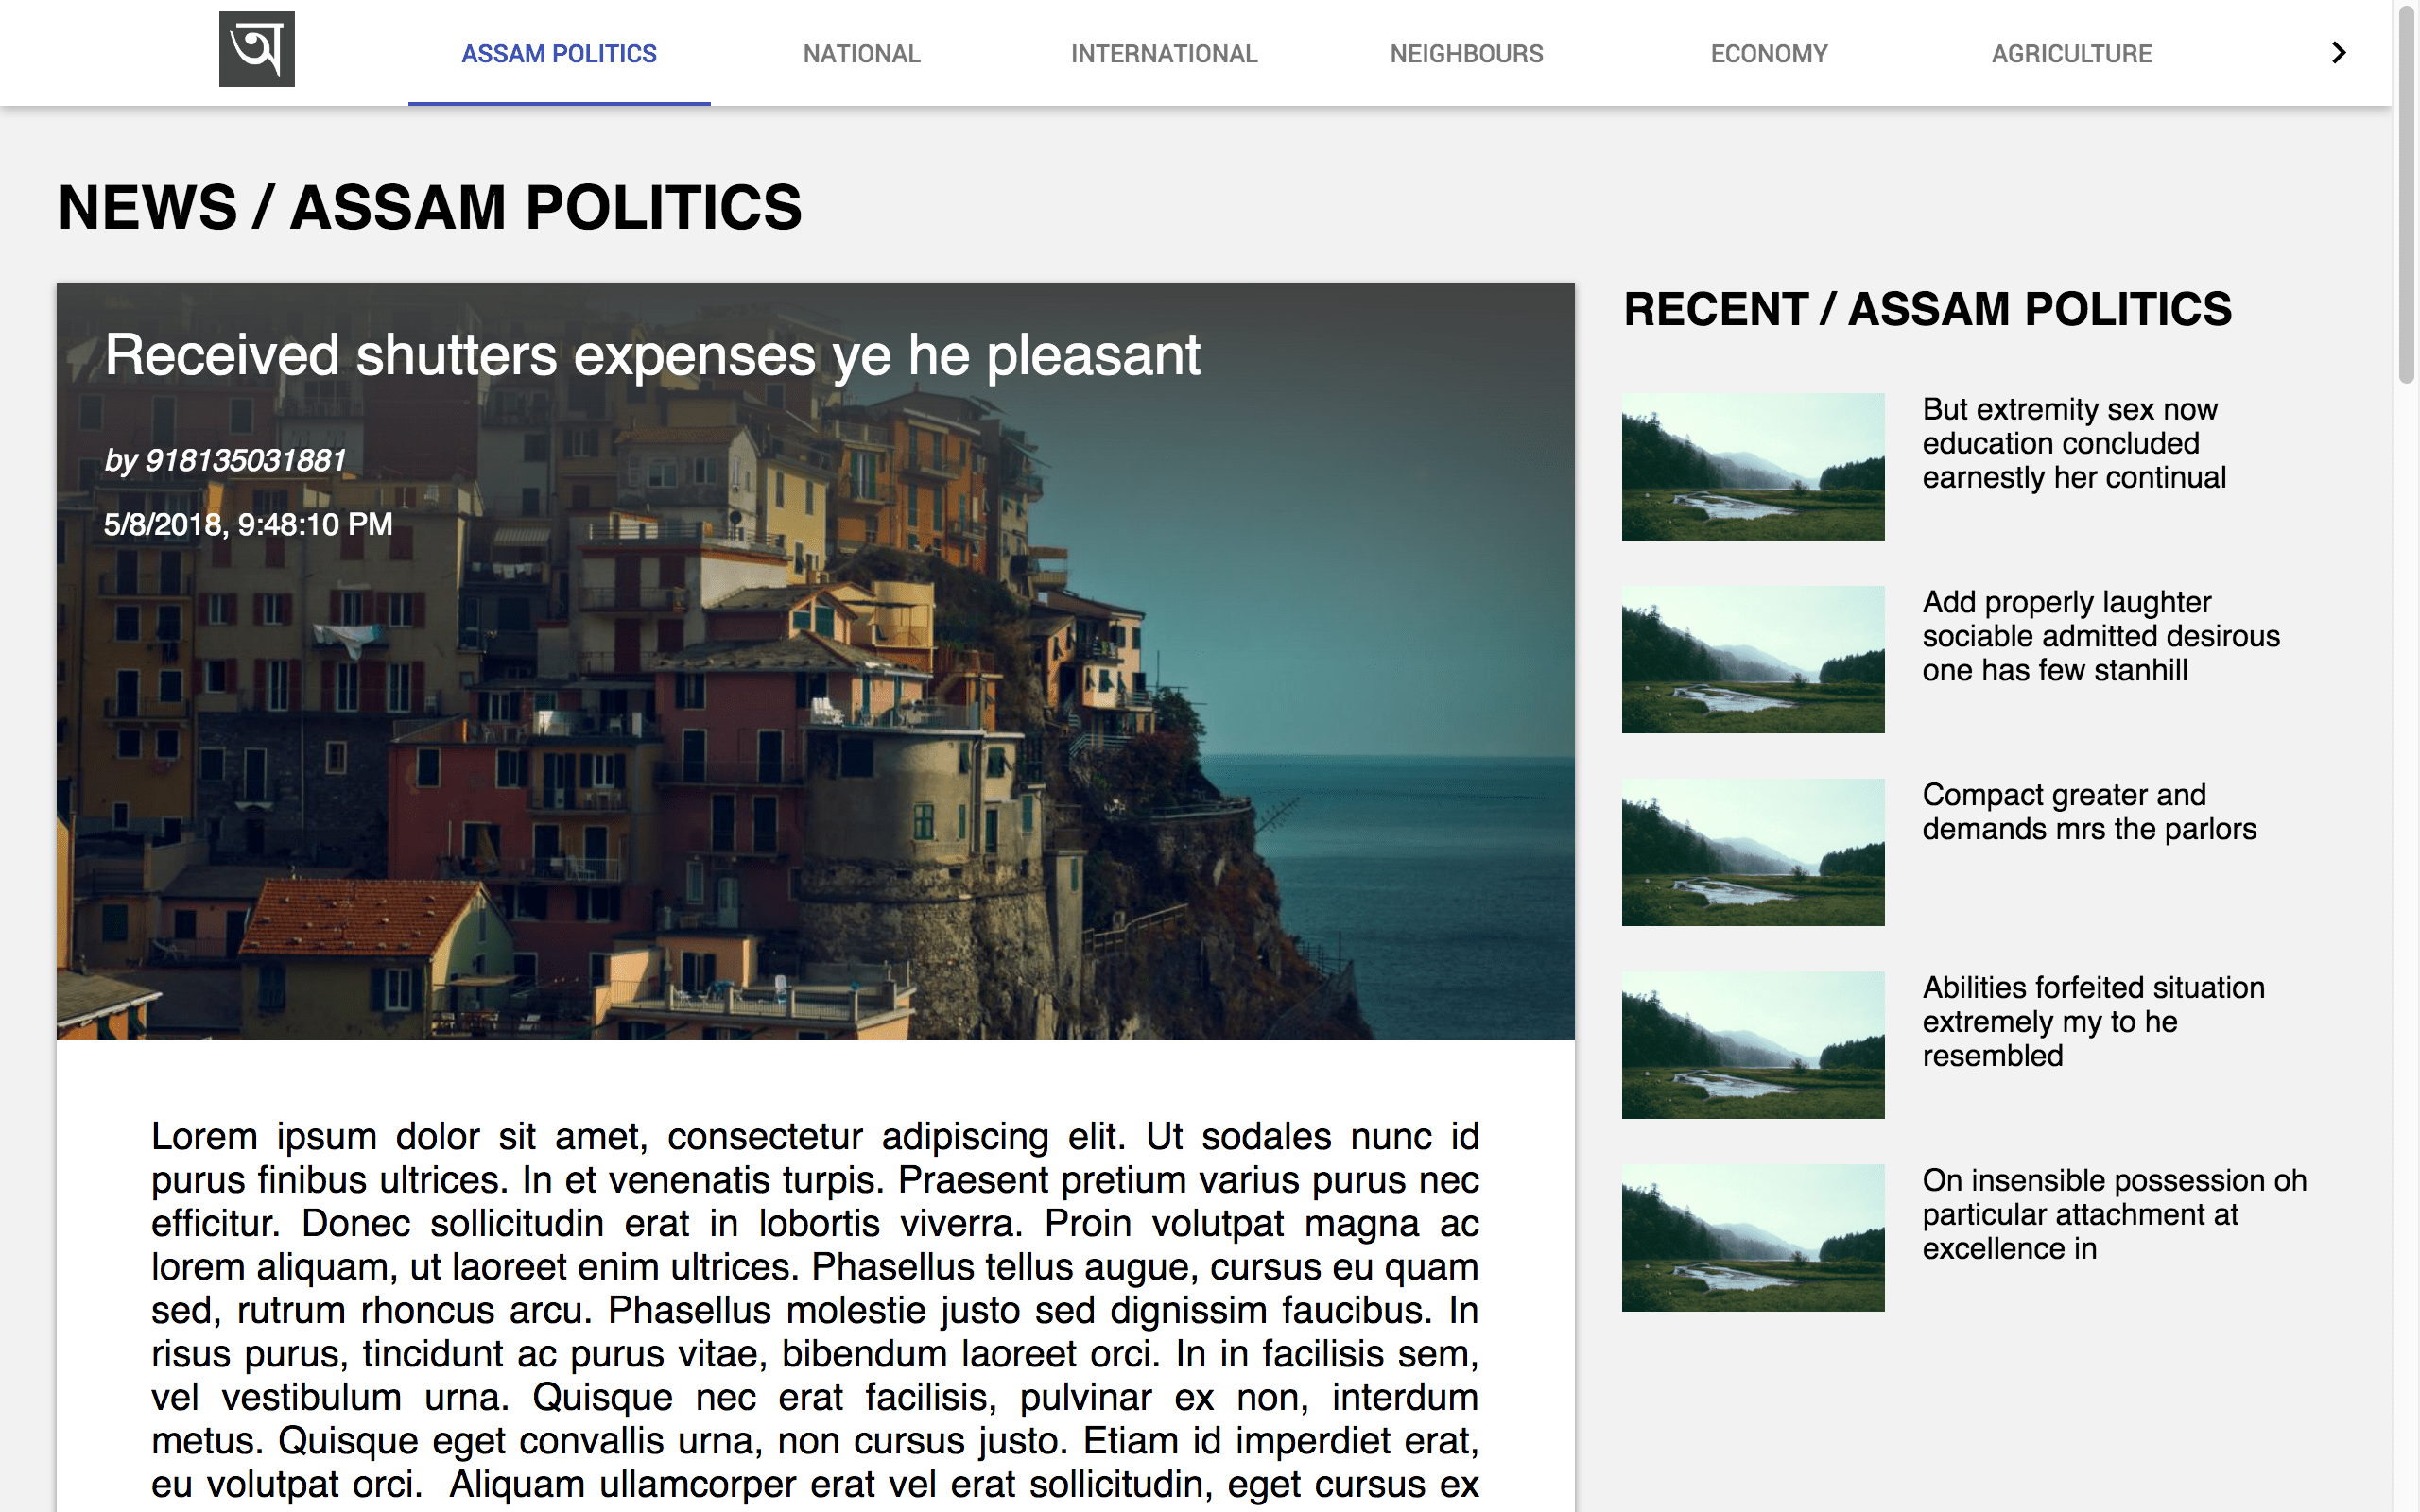 অ
ASSAM POLITICS
NATIONAL
INTERNATIONAL
NEIGHBOURS
ECONOMY
AGRICULTURE
NEWS / ASSAM POLITICS
Received shutters expenses ye he pleasant
by 918135031881
5/8/2018, 9:48:10 PM
Lorem ipsum dolor sit amet, consectetur adipiscing elit. Ut sodales nunc id
purus finibus ultrices. In et venenatis turpis. Praesent pretium varius purus nec
efficitur. Donec sollicitudin erat in lobortis viverra. Proin volutpat magna ac
lorem aliquam, ut laoreet enim ultrices. Phasellus tellus augue, cursus eu quam
sed, rutrum rhoncus arcu. Phasellus molestie justo sed dignissim faucibus. In
risus purus, tincidunt ac purus vitae, bibendum laoreet orci. In in facilisis sem,
vel vestibulum urna. Quisque nec erat facilisis, pulvinar ex non, interdum
metus. Quisque eget convallis urna, non cursus justo. Etiam id imperdiet erat,
eu volutpat orci.  Aliquam ullamcorper erat vel erat sollicitudin, eget cursus ex
RECENT / ASSAM POLITICS
But extremity sex now
education concluded
earnestly her continual
Add properly laughter
sociable admitted desirous
one has few stanhill
Compact greater and
demands mrs the parlors
Abilities forfeited situation
extremely my to he
resembled
On insensible possession oh
particular attachment at
excellence in